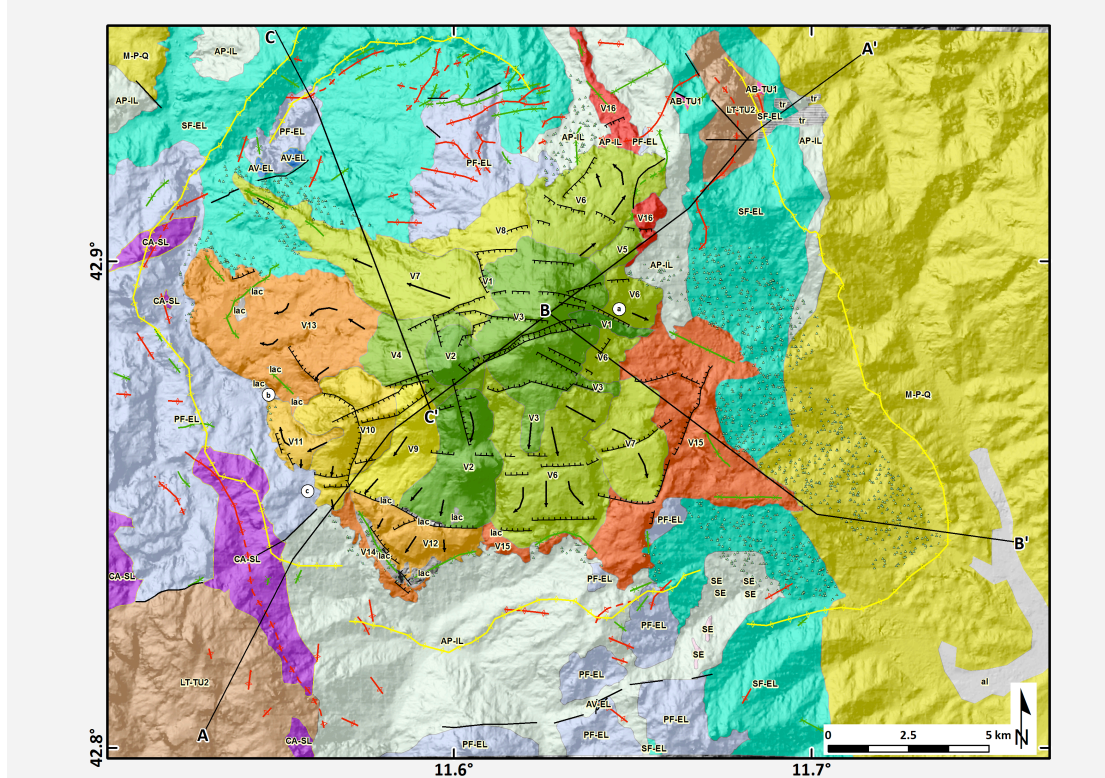 C
A'
M-P-Q
AP-IL
AB-TU1
AP-IL
V16
AB-TU1
LT-TU2
tr
tr
SF-EL
tr
SF-EL
PF-EL
AP-IL
AP-IL
PF-EL
AP-IL
AV-EL
AV-EL
PF-EL
V6
SF-EL
V16
V8
CA-SL
V5
42.9°
AP-IL
V7
V1
lac
V6
CA-SL
lac
B
a
V13
V3
V1
V4
V2
V6
lac
lac
V3
b
lac
M-P-Q
C'
PF-EL
V3
V10
V11
V7
V15
V9
V2
V6
c
lac
lac
lac
PF-EL
lac
V15
V12
B'
V14
lac
CA-SL
lac
CA-SL
PF-EL
SE
SE
SE
SE
PF-EL
SE
AP-IL
SE
LT-TU2
PF-EL
SF-EL
al
AV-EL
A
PF-EL
PF-EL
CA-SL
PF-EL
SF-EL
0
2.5
5 km
N
42.8°
11.6°
11.7°